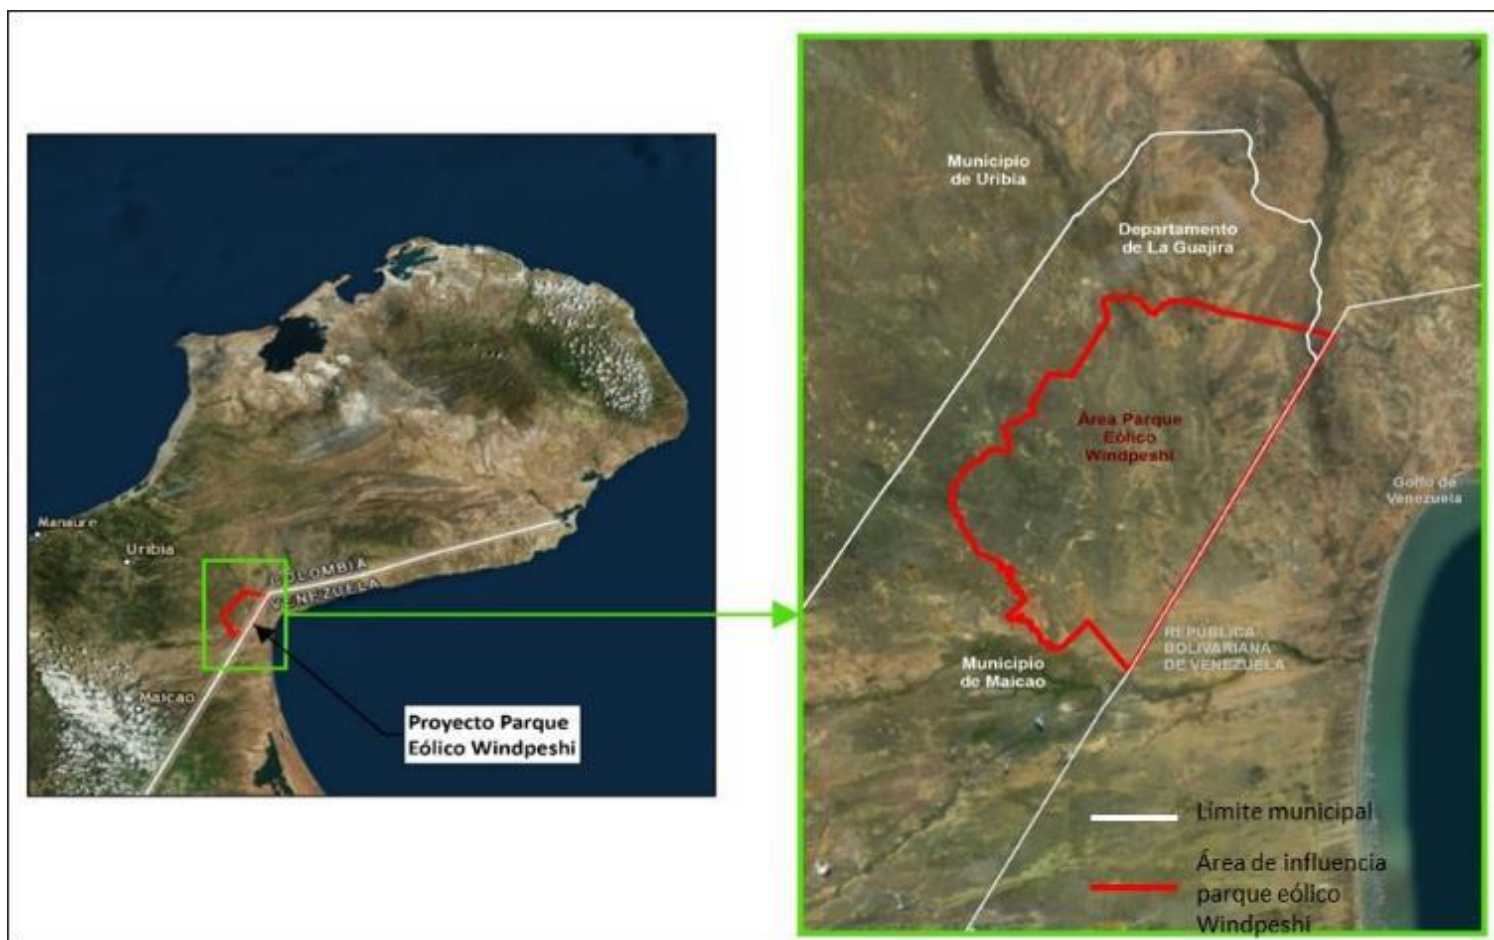 Manaure
Uribia
COLOMBIA
VENEZUELA
Maicao
Proyecto Parque
Eólico Windpeshi
Municipio
de Uribia
Departamento
de La Guajira
Área Parque
Eólico
Windpeshi
Golfo de
Venezuela
REPÚBLICA
BOLIVARIANA
DE VENEZUELA
Municipio
de Maicao
Límite municipal
Área de influencia
parque eólico
Windpeshi